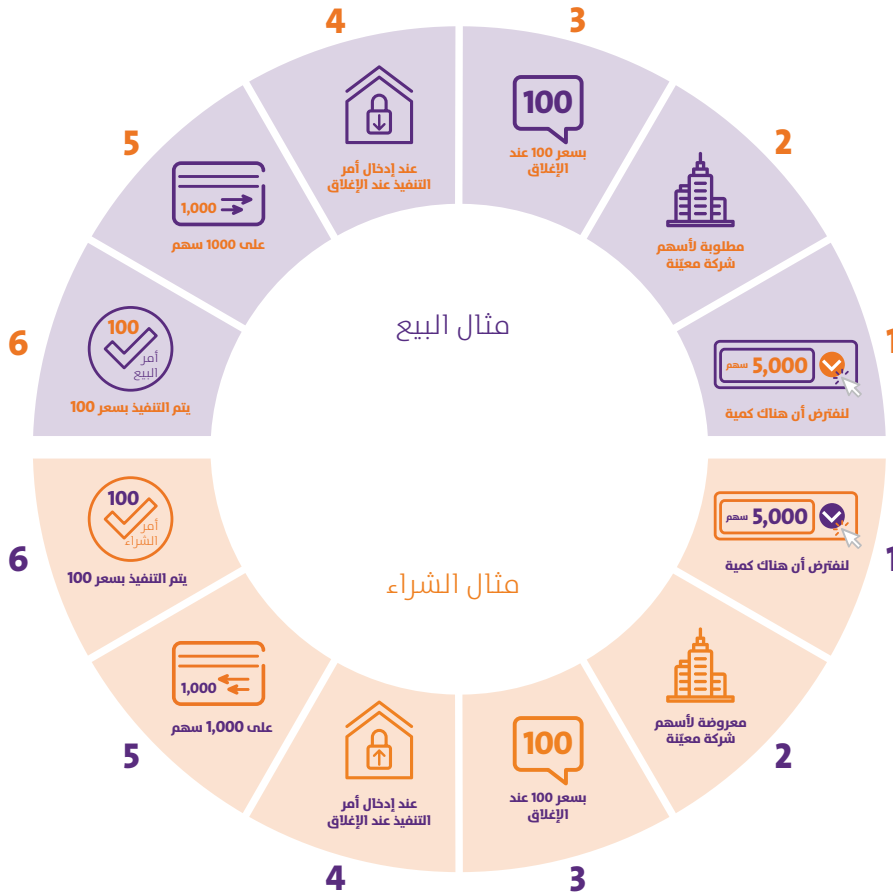 مثال البيع
1
5,000 سهم
لنفترض أن هناك كمية
2
مطلوبة لأسهم
شركة معيّنة
3
100
بسعر 100 عند
الإغلاق
4
عند إدخال أمر
التنفيذ عند الإغلاق
5
1,000
على 1000 سهم
6
100
أمر
البيع
يتم التنفيذ بسعر 100
مثال الشراء
1
5,000 سهم
لنفترض أن هناك كمية
2
معروضة لأسهم
شركة معيّنة
3
100
بسعر 100 عند
الإغلاق
4
عند إدخال أمر
التنفيذ عند الإغلاق
5
1,000
على 1,000 سهم
6
100
أمر
الشراء
يتم التنفيذ بسعر 100